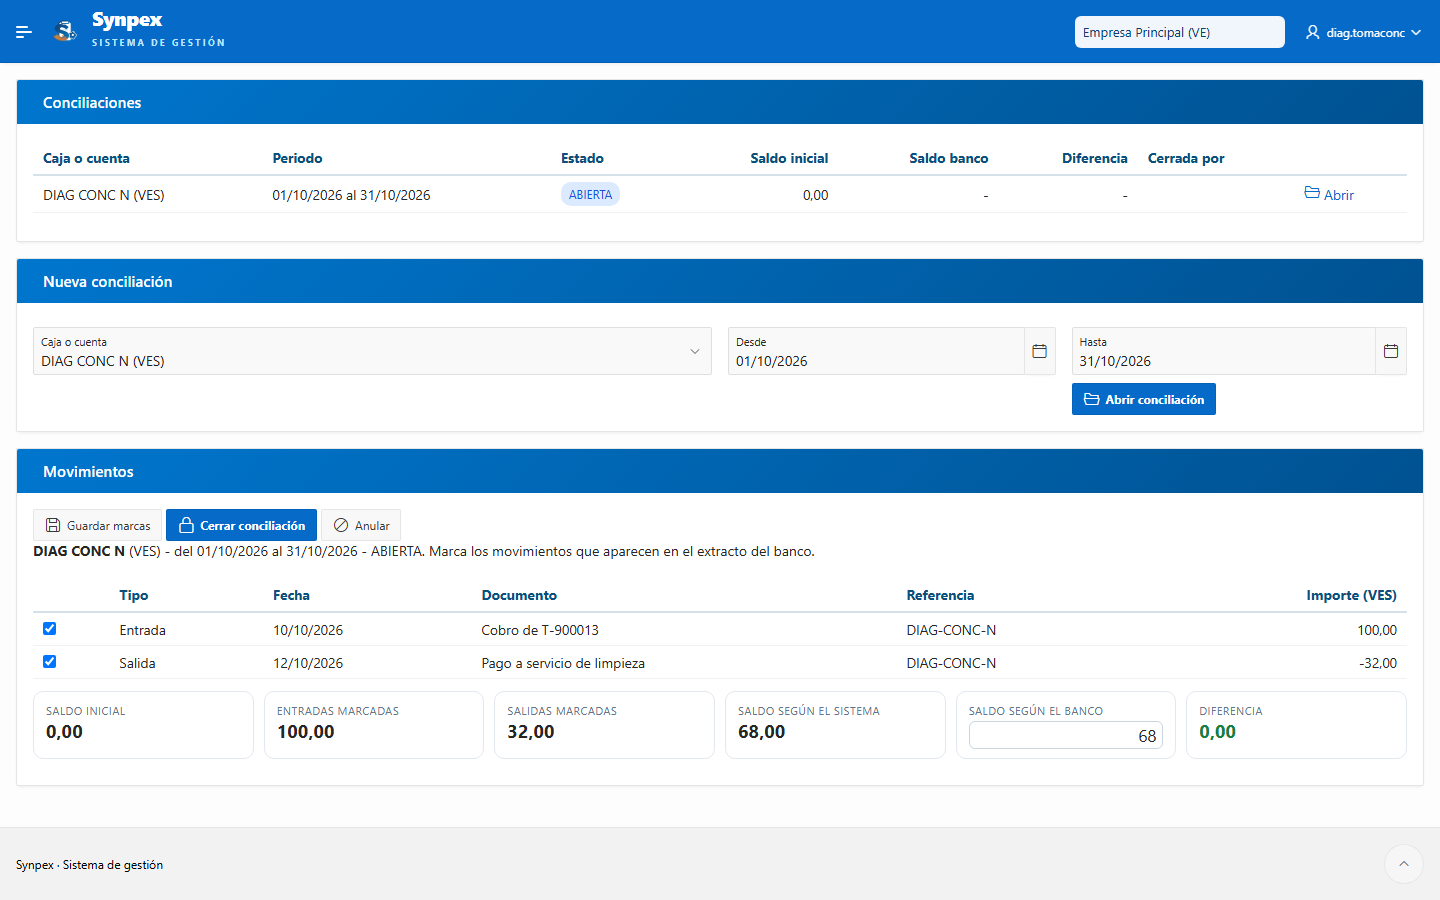 Synpex
SISTEMA DE GESTIÓN
Empresa Principal (VE)
diag.tomaconc
Conciliaciones
Caja o cuenta Periodo Estado Saldo inicial Saldo banco Diferencia Cerrada por
DIAG CONC N (VES) 01/10/2026 al 31/10/2026 ABIERTA 0,00 - - Abrir
Nueva conciliación
Caja o cuenta Desde Hasta
DIAG CONC N (VES) 01/10/2026 31/10/2026
Abrir conciliación
Movimientos
Guardar marcas Cerrar conciliación Anular
DIAG CONC N (VES) - del 01/10/2026 al 31/10/2026 - ABIERTA. Marca los movimientos que aparecen en el extracto del banco.
Tipo Fecha Documento Referencia Importe (VES)
Entrada 10/10/2026 Cobro de T-900013 DIAG-CONC-N 100,00
Salida 12/10/2026 Pago a servicio de limpieza DIAG-CONC-N -32,00
SALDO INICIAL ENTRADAS MARCADAS SALIDAS MARCADAS SALDO SEGÚN EL SISTEMA SALDO SEGÚN EL BANCO DIFERENCIA
0,00 100,00 32,00 68,00 68 0,00
Synpex · Sistema de gestión